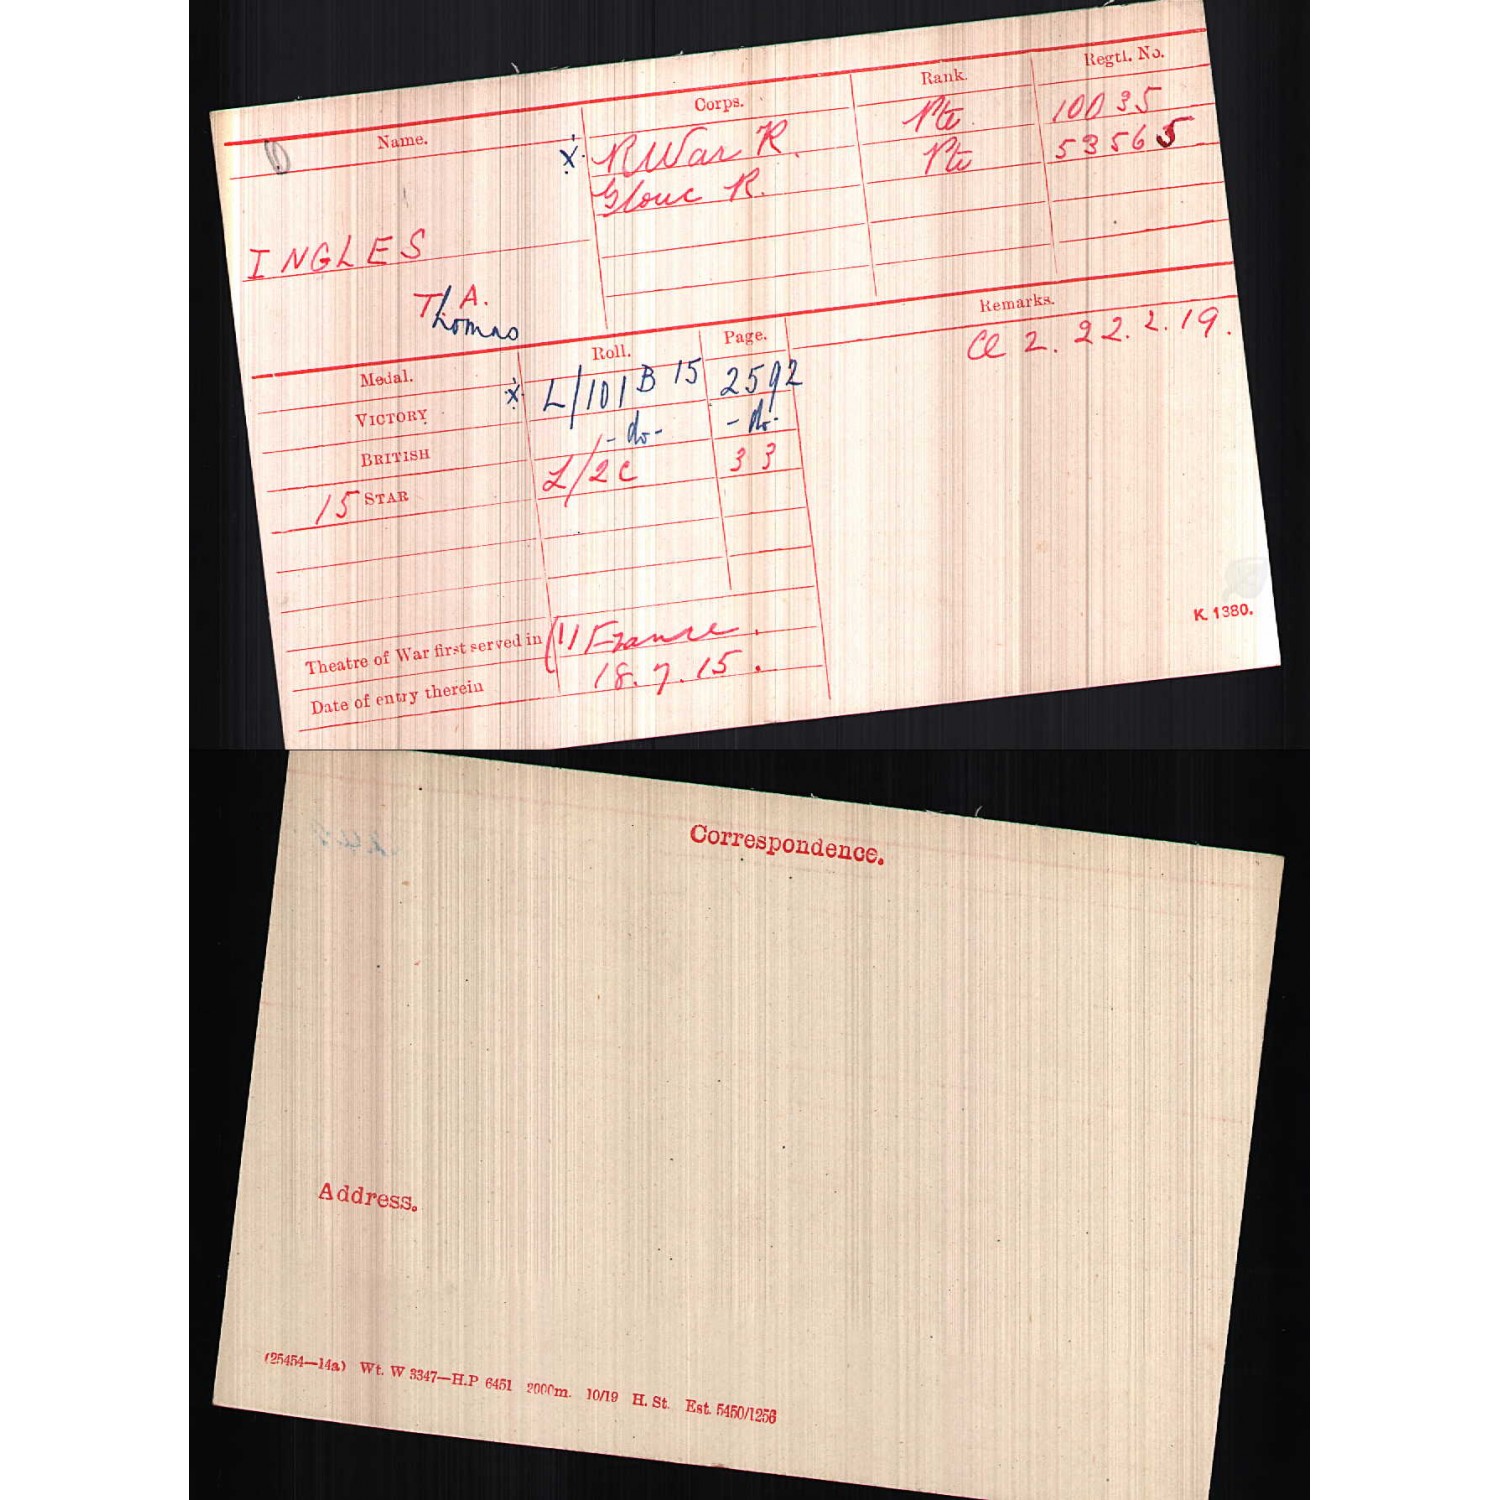 Name. Corps. Rank. Regtl. No.
X R War R. Pte 10035
Glouc R. Pte 53565
INGLES
T/A.
Thomas
Medal. Roll. Page. Remarks.
VICTORY X L/101 B 15 2592 Cl 2. 22.2.19.
BRITISH -do- -do-
15 STAR L/2C 33
Theatre of War first served in (1) France.
Date of entry therein 18.7.15.
K. 1380.
Correspondence.
Address.
(25454—14a) Wt. W 3347—H.P 6451 2000m. 10/19 H. St. Est. 5450/1256